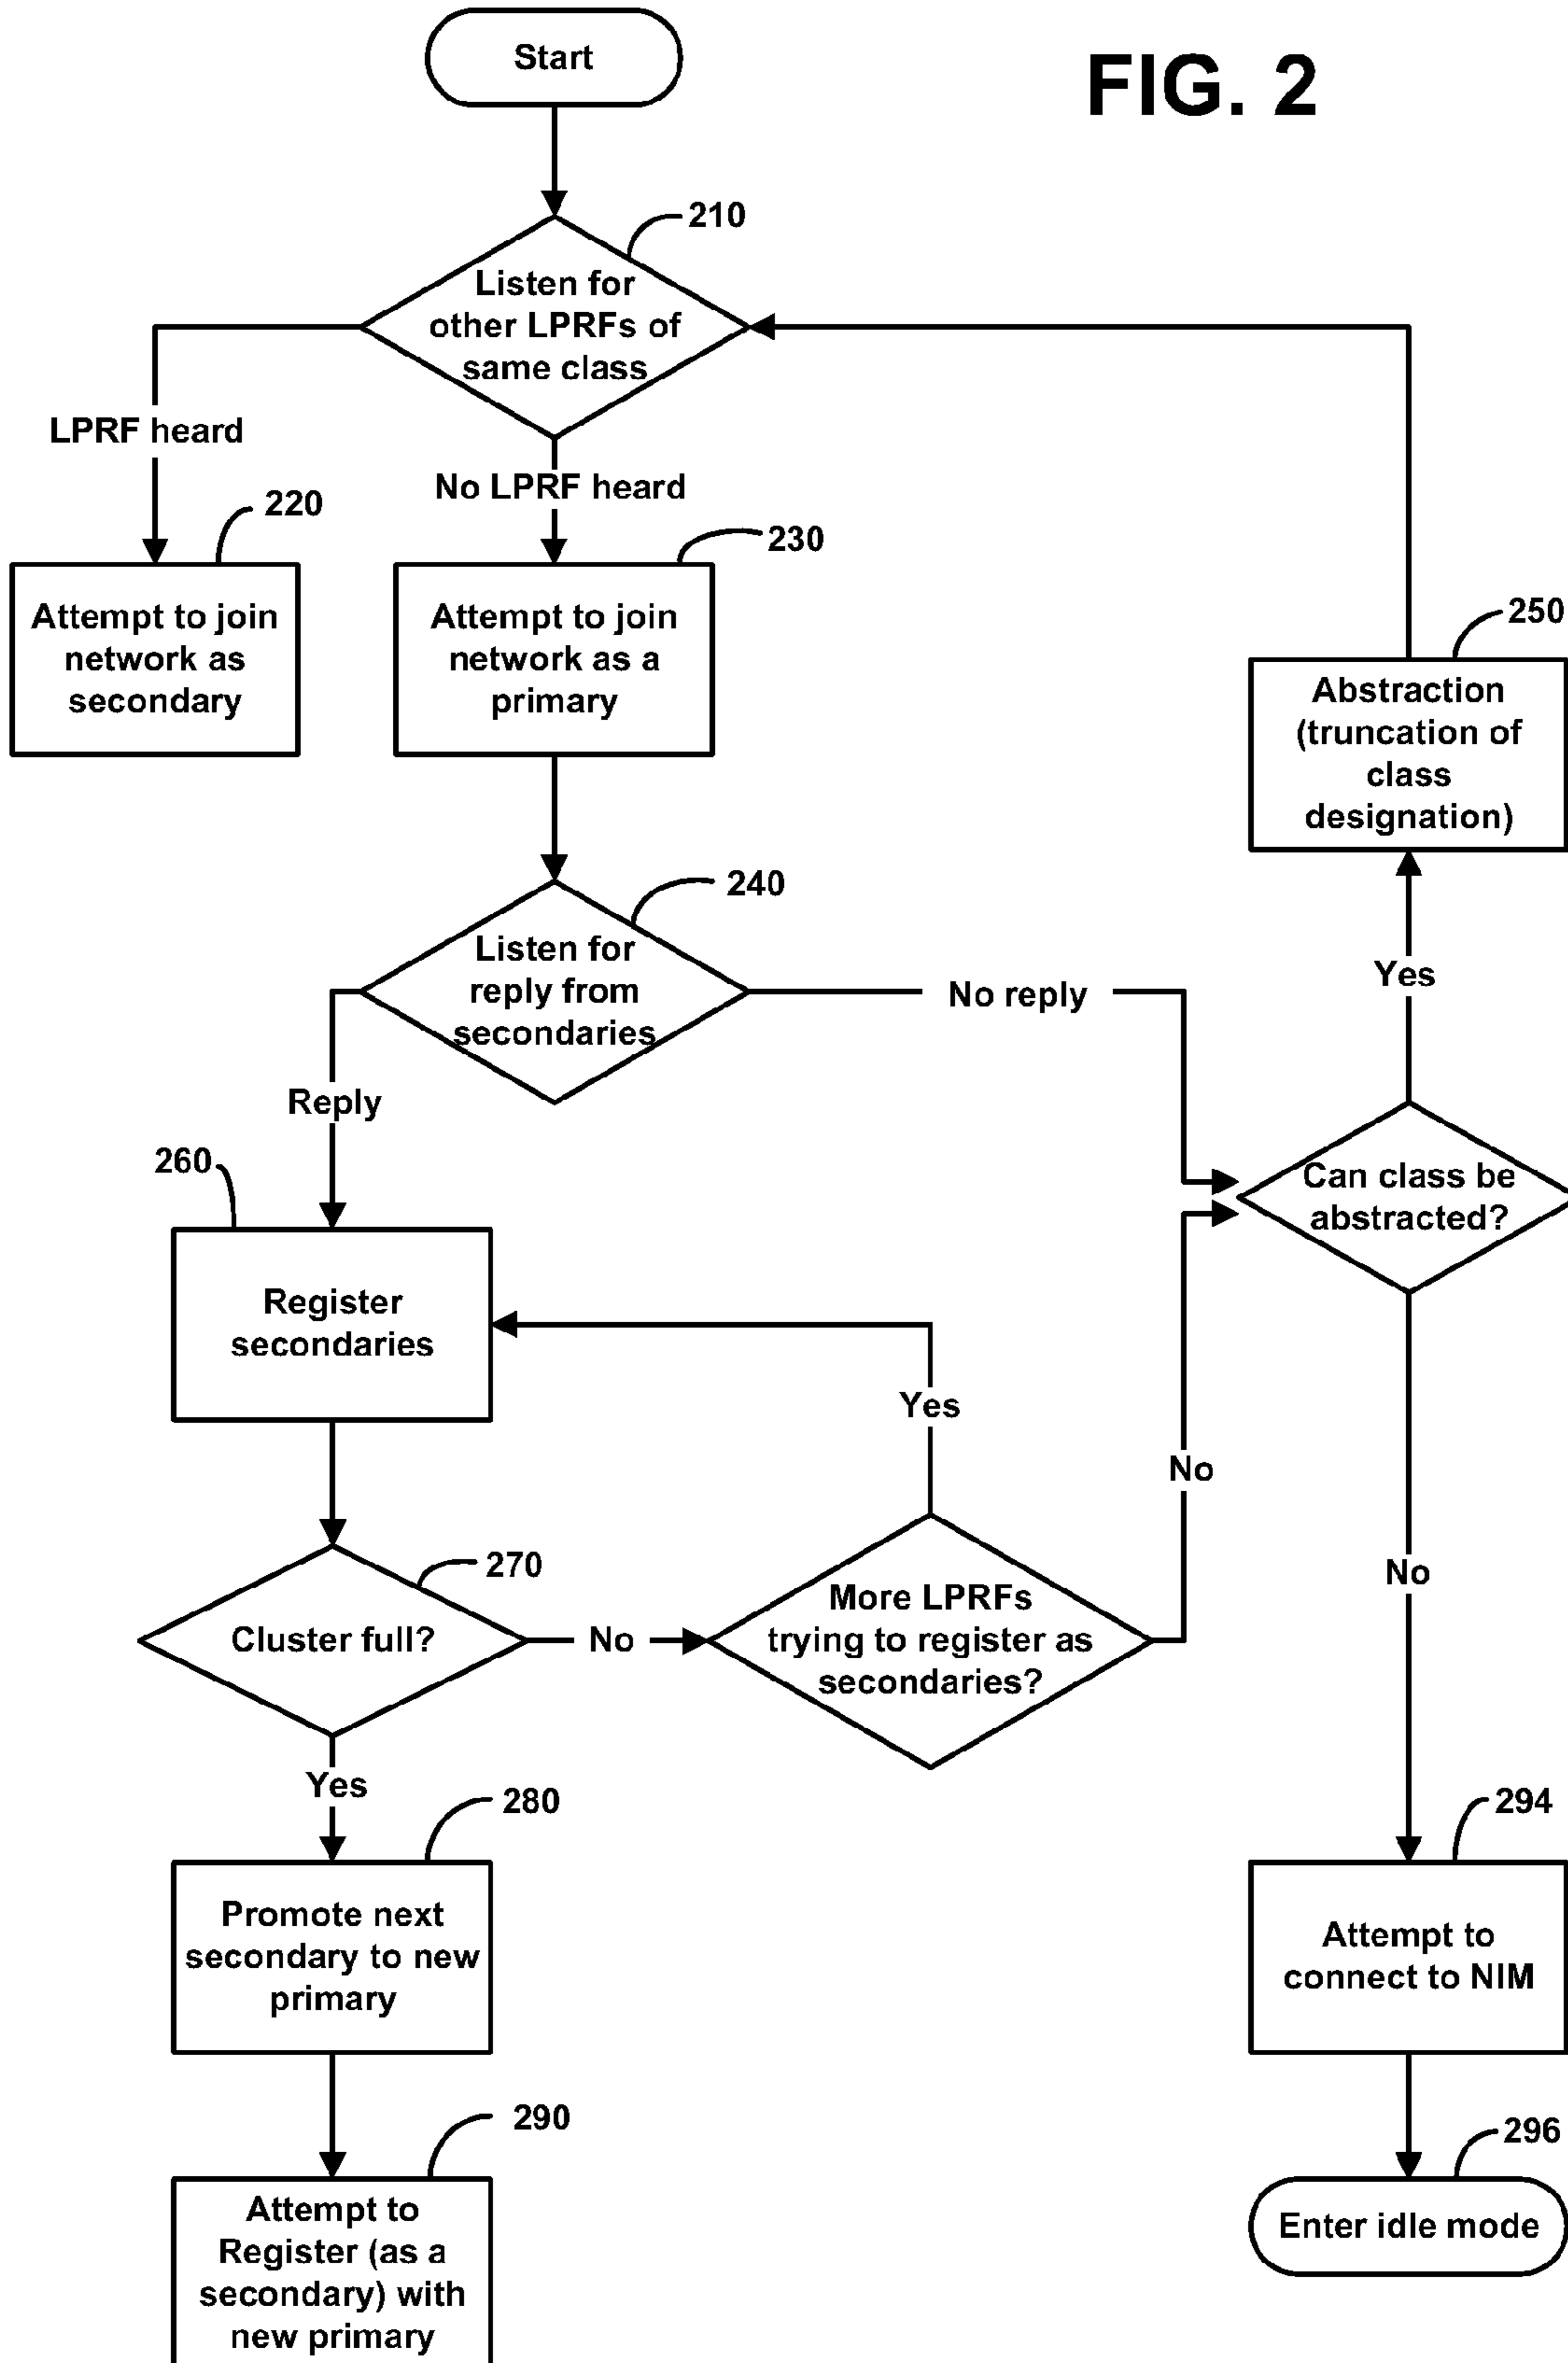 Start
FIG. 2
210
Listen for
other LPRFs of
same class
LPRF heard
No LPRF heard
220
230
Attempt to join
network as
secondary
Attempt to join
network as a
primary
250
Abstraction
(truncation of
class
designation)
240
Listen for
reply from
secondaries
No reply
Yes
Reply
260
Can class be
abstracted?
Register
secondaries
Yes
No
No
270
Cluster full?
No
More LPRFs
trying to register as
secondaries?
Yes
280
294
Promote next
secondary to new
primary
Attempt to
connect to NIM
290
296
Attempt to
Register (as a
secondary) with
new primary
Enter idle mode